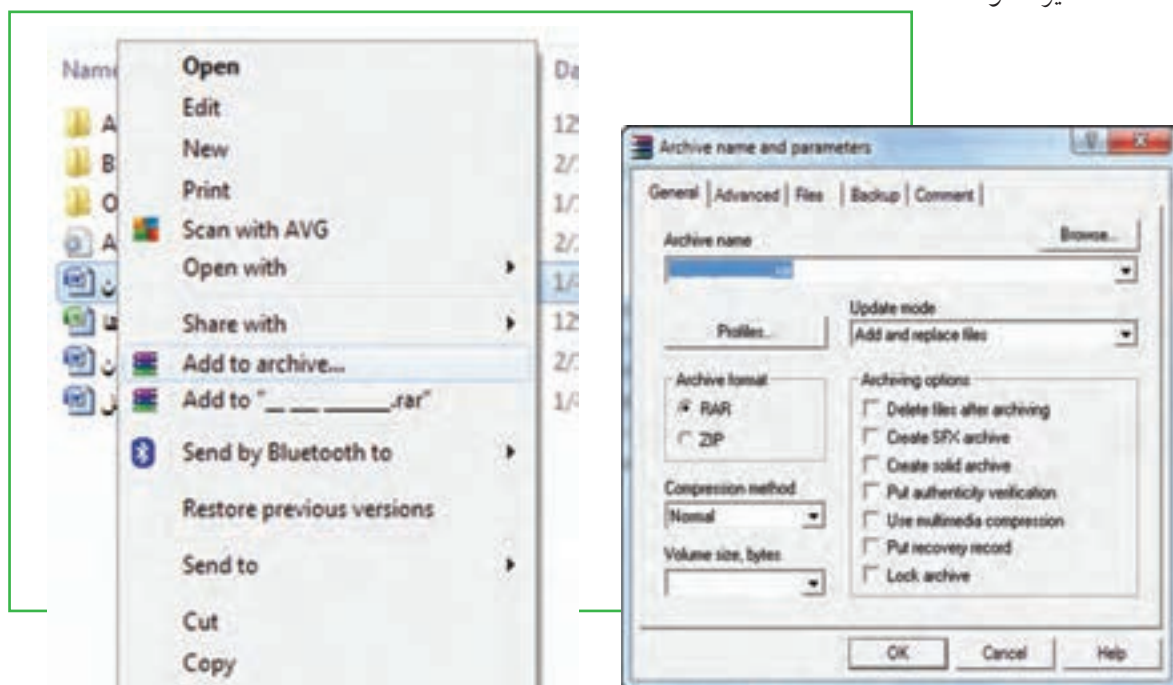 Name
Da
A
B
O
A
12
2/
1/
2/
1/
12
2/
1/
Open
Edit
New
Print
Scan with AVG
Open with
Share with
Add to archive...
Add to "__ __ _____.rar"
Send by Bluetooth to
Restore previous versions
Send to
Cut
Copy
Archive name and parameters
General
Advanced
Files
Backup
Comment
Archive name
Browse...
.rar
Profiles...
Update mode
Add and replace files
Archive format
RAR
ZIP
Compression method
Normal
Volume size, bytes
Archiving options
Delete files after archiving
Create SFX archive
Create solid archive
Put authenticity verification
Use multimedia compression
Put recovery record
Lock archive
OK
Cancel
Help